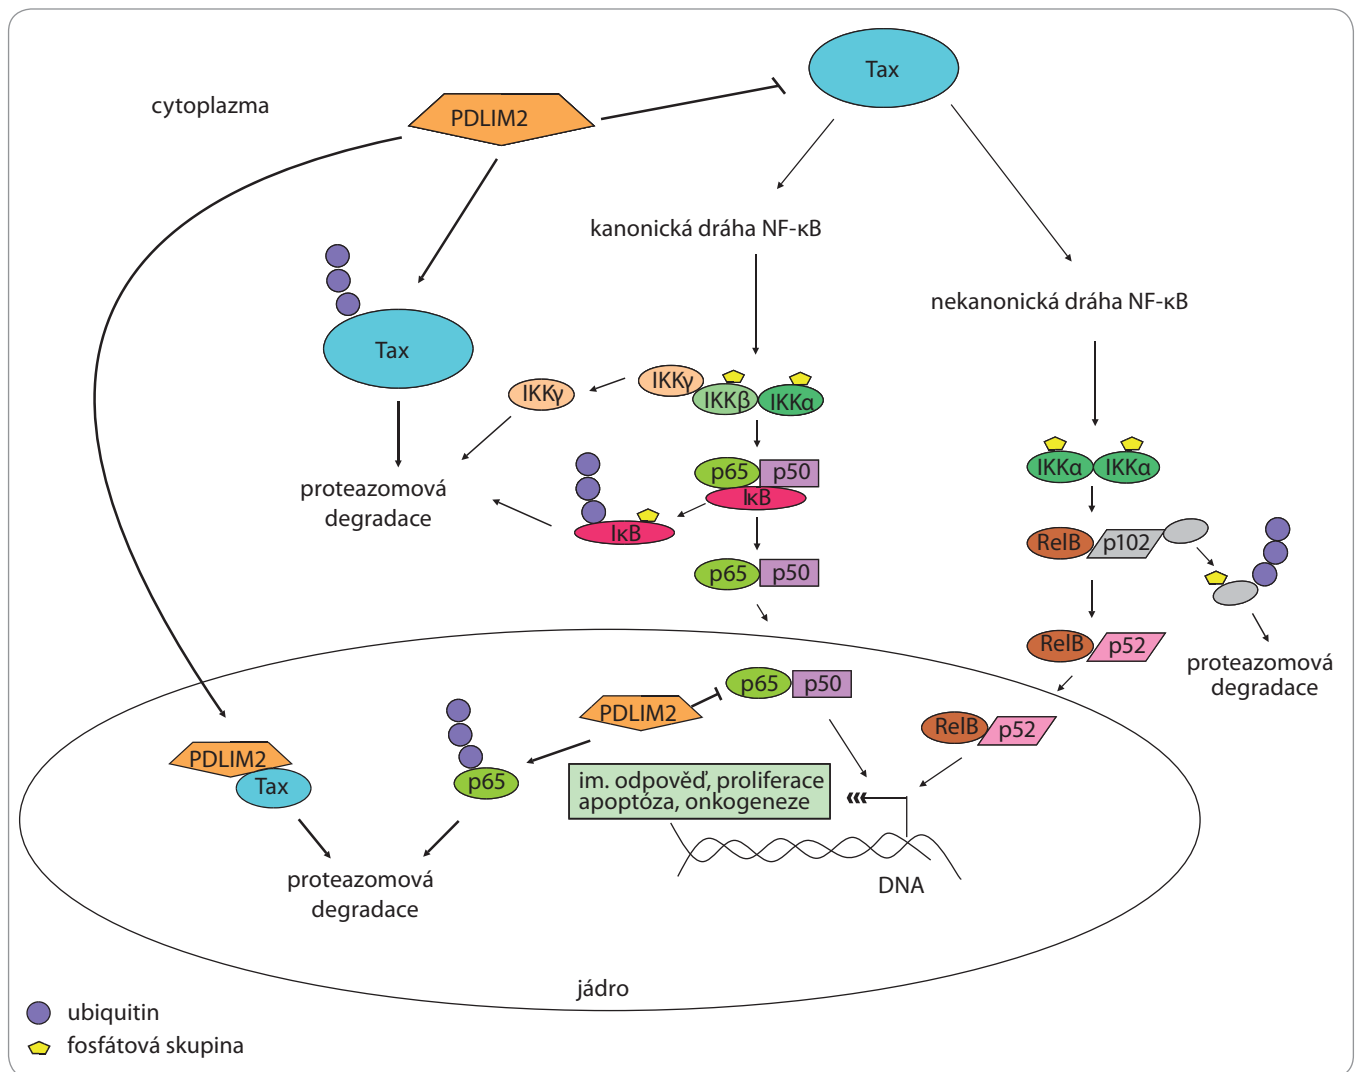 Tax
cytoplazma
PDLIM2
kanonická dráha NF-κB
nekanonická dráha NF-κB
Tax
IKKγ
IKKγ
IKKβ
IKKα
p65
p50
IκB
IκB
proteazomová
degradace
IKKα
IKKα
RelB
p102
p65
p50
RelB
p52
proteazomová
degradace
p65
p50
PDLIM2
RelB
p52
PDLIM2
Tax
p65
im. odpověď, proliferace
apoptóza, onkogeneze
proteazomová
degradace
DNA
jádro
ubiquitin
fosfátová skupina